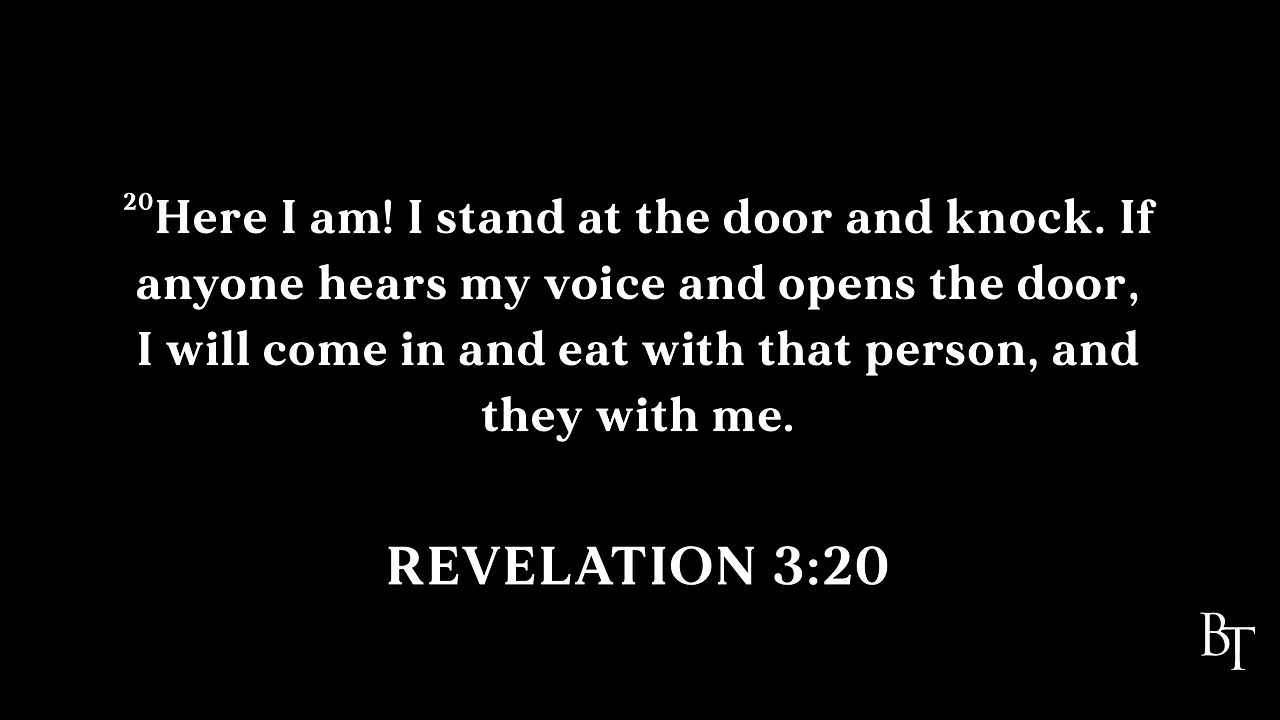 20Here I am! I stand at the door and knock. If
anyone hears my voice and opens the door,
I will come in and eat with that person, and
they with me.
REVELATION 3:20
BT